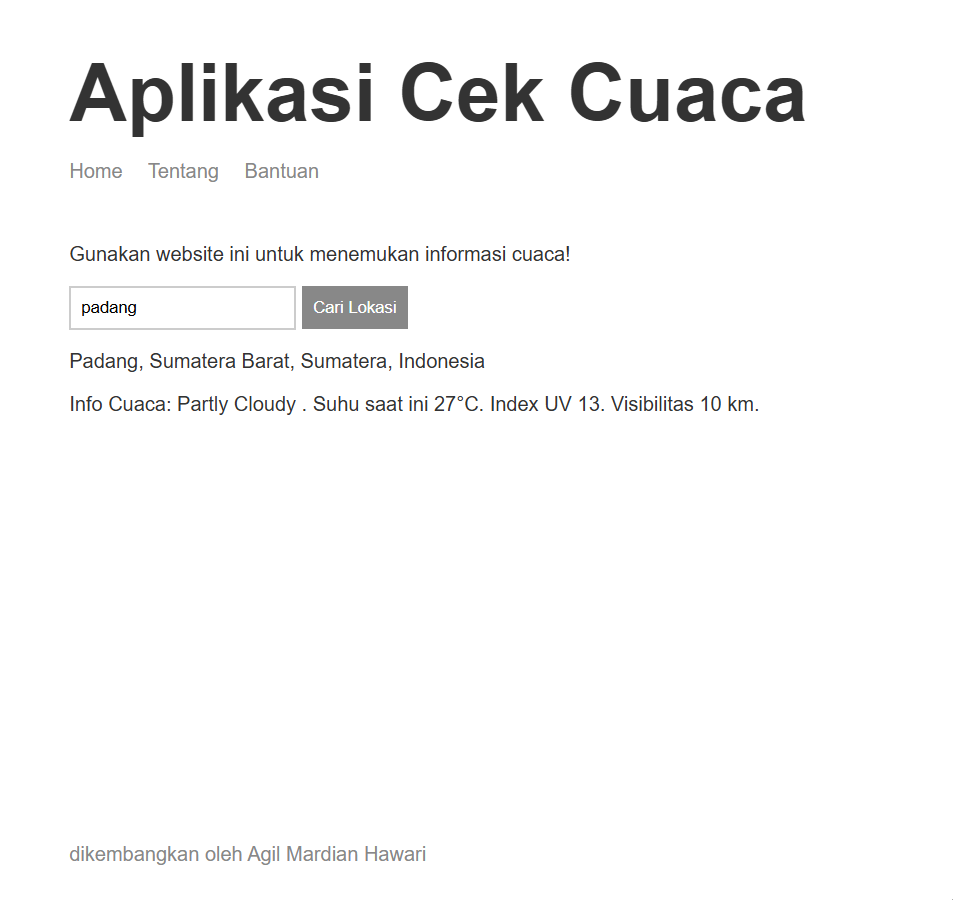 Aplikasi Cek Cuaca
Home Tentang Bantuan
Gunakan website ini untuk menemukan informasi cuaca!
padang Cari Lokasi
Padang, Sumatera Barat, Sumatera, Indonesia
Info Cuaca: Partly Cloudy . Suhu saat ini 27°C. Index UV 13. Visibilitas 10 km.
dikembangkan oleh Agil Mardian Hawari